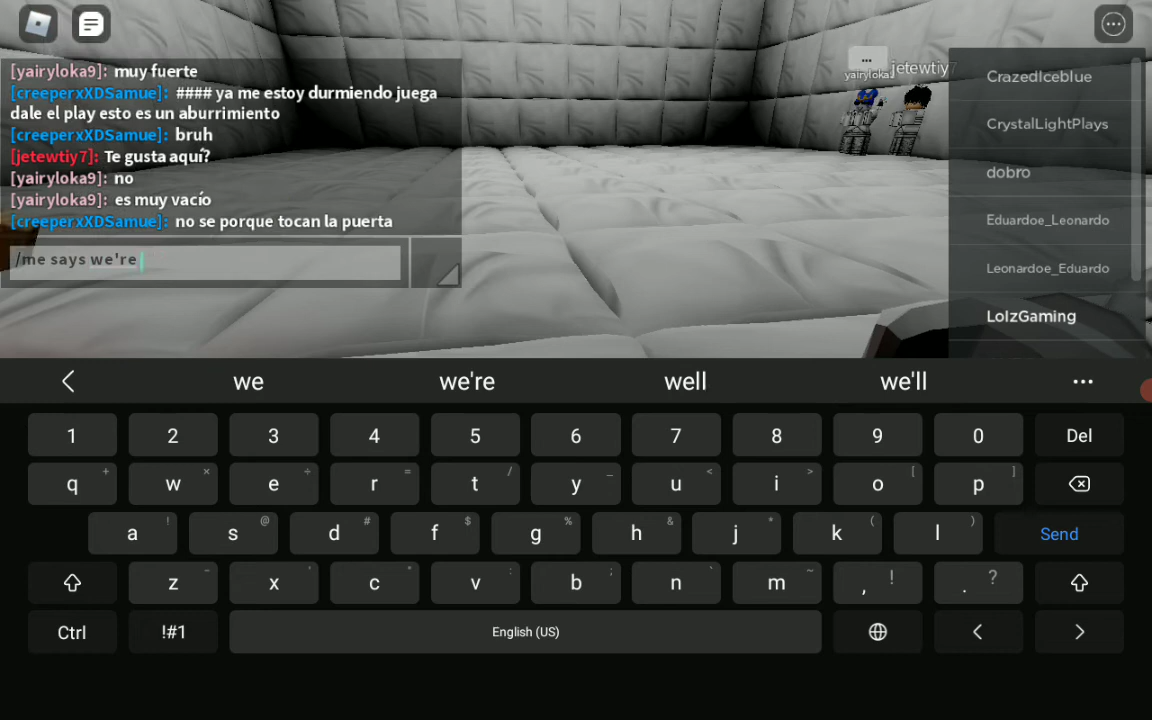 [yairyloka9]: muy fuerte
[creeperxXDSamue]: #### ya me estoy durmiendo juega
dale el play esto es un aburrimiento
[creeperxXDSamue]: bruh
[jetewtiy7]: Te gusta aquí?
[yairyloka9]: no
[yairyloka9]: es muy vacío
[creeperxXDSamue]: no se porque tocan la puerta
/me says we're
...
yairyloka
jetewtiy7
CrazedIceblue
CrystalLightPlays
dobro
Eduardoe_Leonardo
Leonardoe_Eduardo
LolzGaming
we we're well we'll ...
1 2 3 4 5 6 7 8 9 0 Del
+ × ÷ = / _ < > [ ]
q w e r t y u i o p
! @ # $ % & * ( )
a s d f g h j k l Send
- ' " : ; ` ~ ! ?
z x c v b n m , .
Ctrl !#1 English (US) < >